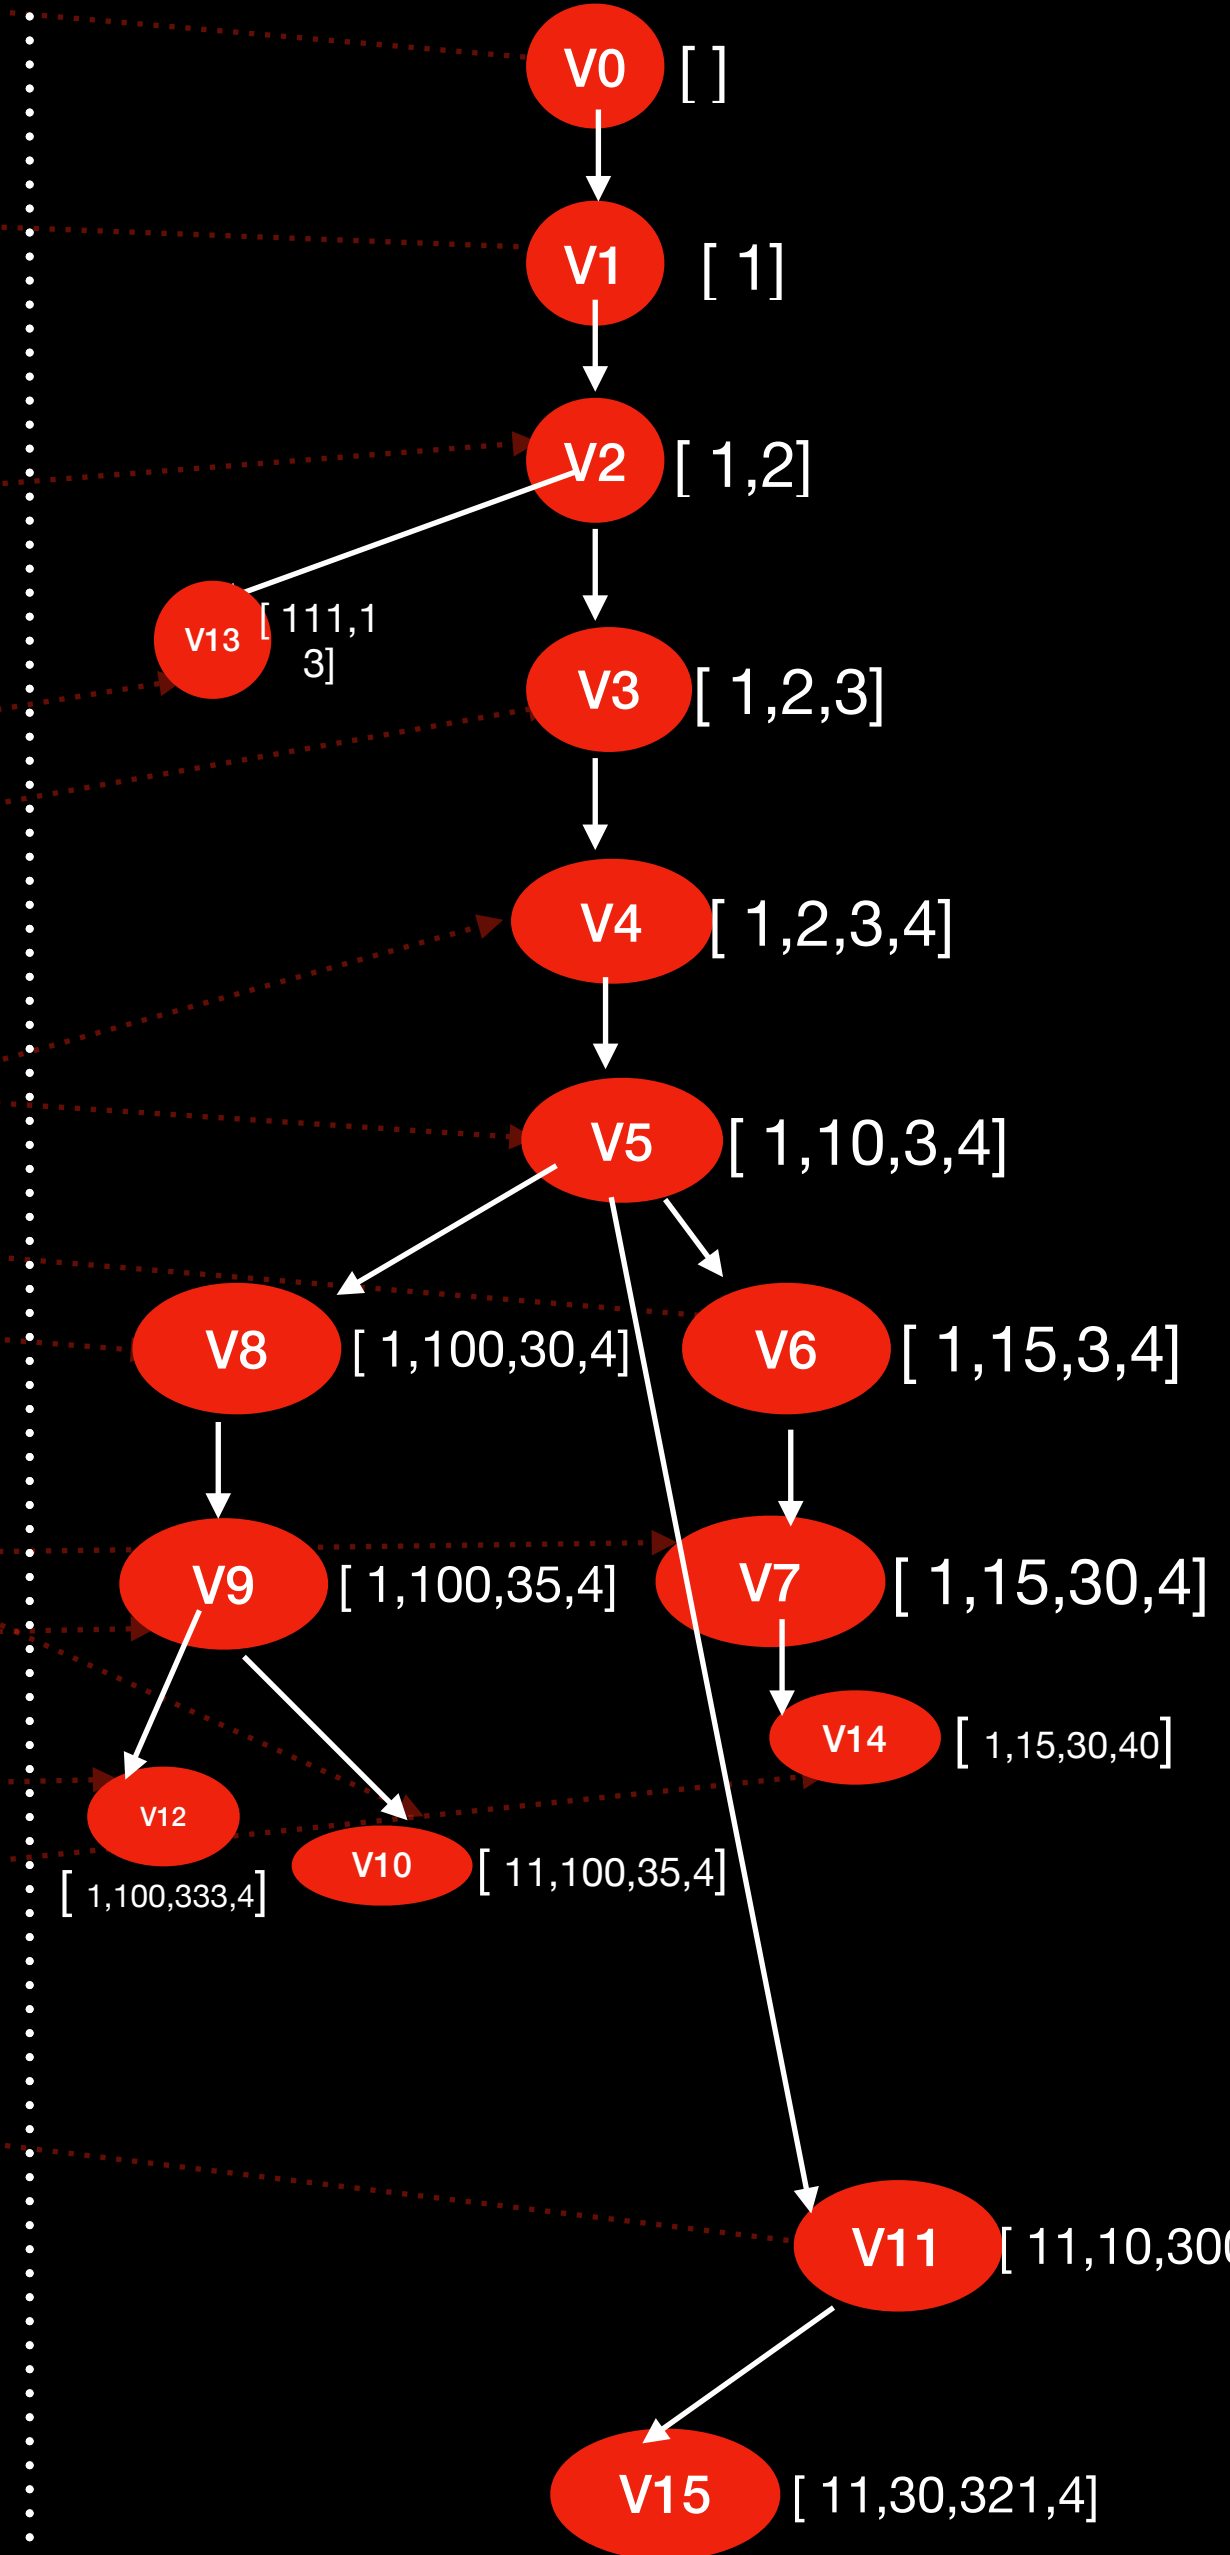 V0 [ ]
V1 [ 1]
V2 [ 1,2]
V13 [ 111,1
3]
V3 [ 1,2,3]
V4 [ 1,2,3,4]
V5 [ 1,10,3,4]
V8 [ 1,100,30,4] V6 [ 1,15,3,4]
V9 [ 1,100,35,4] V7 [ 1,15,30,4]
V14 [ 1,15,30,40]
V12
V10 [ 11,100,35,4]
[ 1,100,333,4]
V11 [ 11,10,300
V15 [ 11,30,321,4]